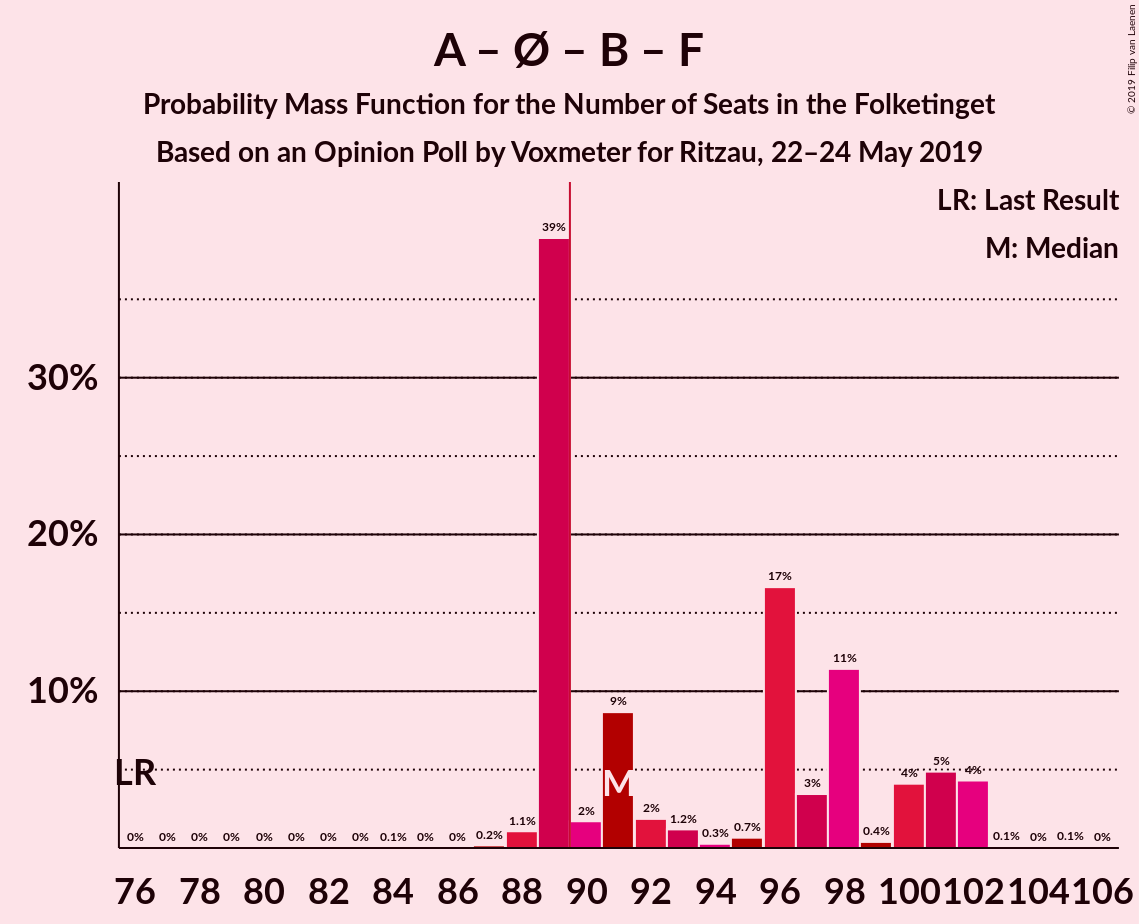 A – Ø – B – F
Probability Mass Function for the Number of Seats in the Folketinget
Based on an Opinion Poll by Voxmeter for Ritzau, 22–24 May 2019
© 2019 Filip van Laenen
LR: Last Result
M: Median
39%
30%
20%
17%
11%
10%
9%
LR
M
0% 0% 0% 0% 0% 0% 0% 0% 0.1% 0% 0% 0.2% 1.1% 2% 2% 1.2% 0.3% 0.7% 3% 0.4% 4% 5% 4% 0.1% 0% 0.1% 0%
76 78 80 82 84 86 88 90 92 94 96 98 100 102 104 106